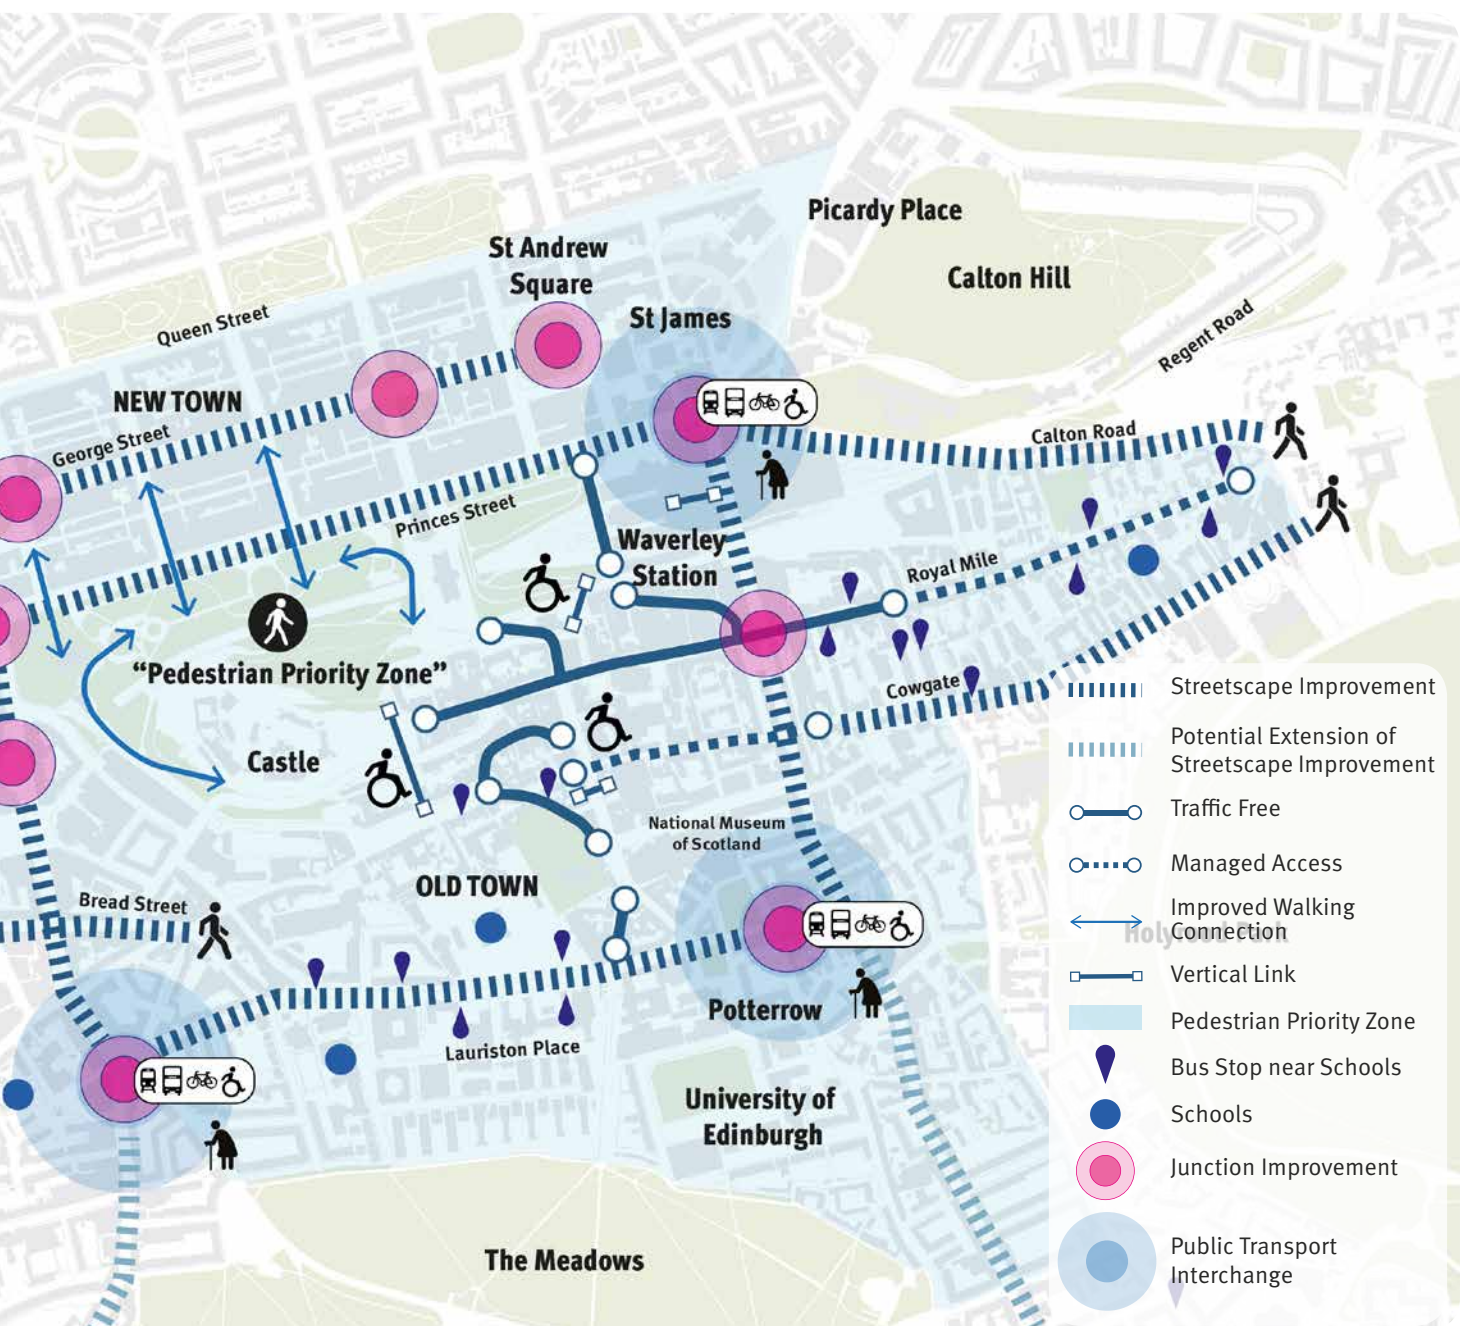 Picardy Place
St Andrew
Square
Calton Hill
St James
Queen Street
Regent Road
NEW TOWN
George Street
Calton Road
Princes Street
Waverley
Station
Royal Mile
“Pedestrian Priority Zone”
Cowgate
Castle
National Museum
of Scotland
OLD TOWN
Bread Street
Potterrow
Lauriston Place
University of
Edinburgh
The Meadows
Streetscape Improvement
Potential Extension of
Streetscape Improvement
Traffic Free
Managed Access
Improved Walking
Connection
Holyrood Park
Vertical Link
Pedestrian Priority Zone
Bus Stop near Schools
Schools
Junction Improvement
Public Transport
Interchange